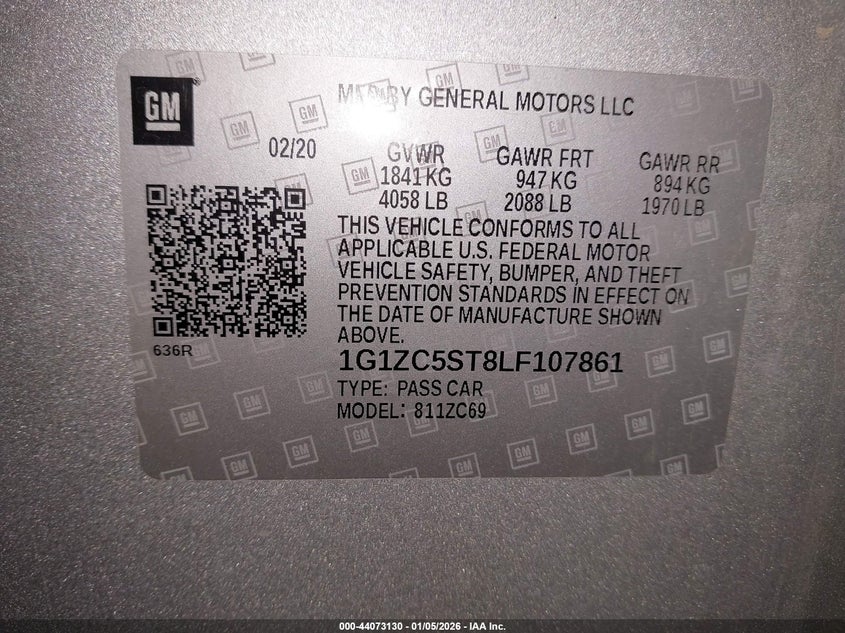 GM
MFD BY GENERAL MOTORS LLC
02/20
GVWR GAWR FRT GAWR RR
1841 KG 947 KG 894 KG
4058 LB 2088 LB 1970 LB
THIS VEHICLE CONFORMS TO ALL
APPLICABLE U.S. FEDERAL MOTOR
VEHICLE SAFETY, BUMPER, AND THEFT
PREVENTION STANDARDS IN EFFECT ON
THE DATE OF MANUFACTURE SHOWN
ABOVE.
636R
1G1ZC5ST8LF107861
TYPE: PASS CAR
MODEL: 811ZC69
000-44073130 - 01/05/2026 - IAA Inc.